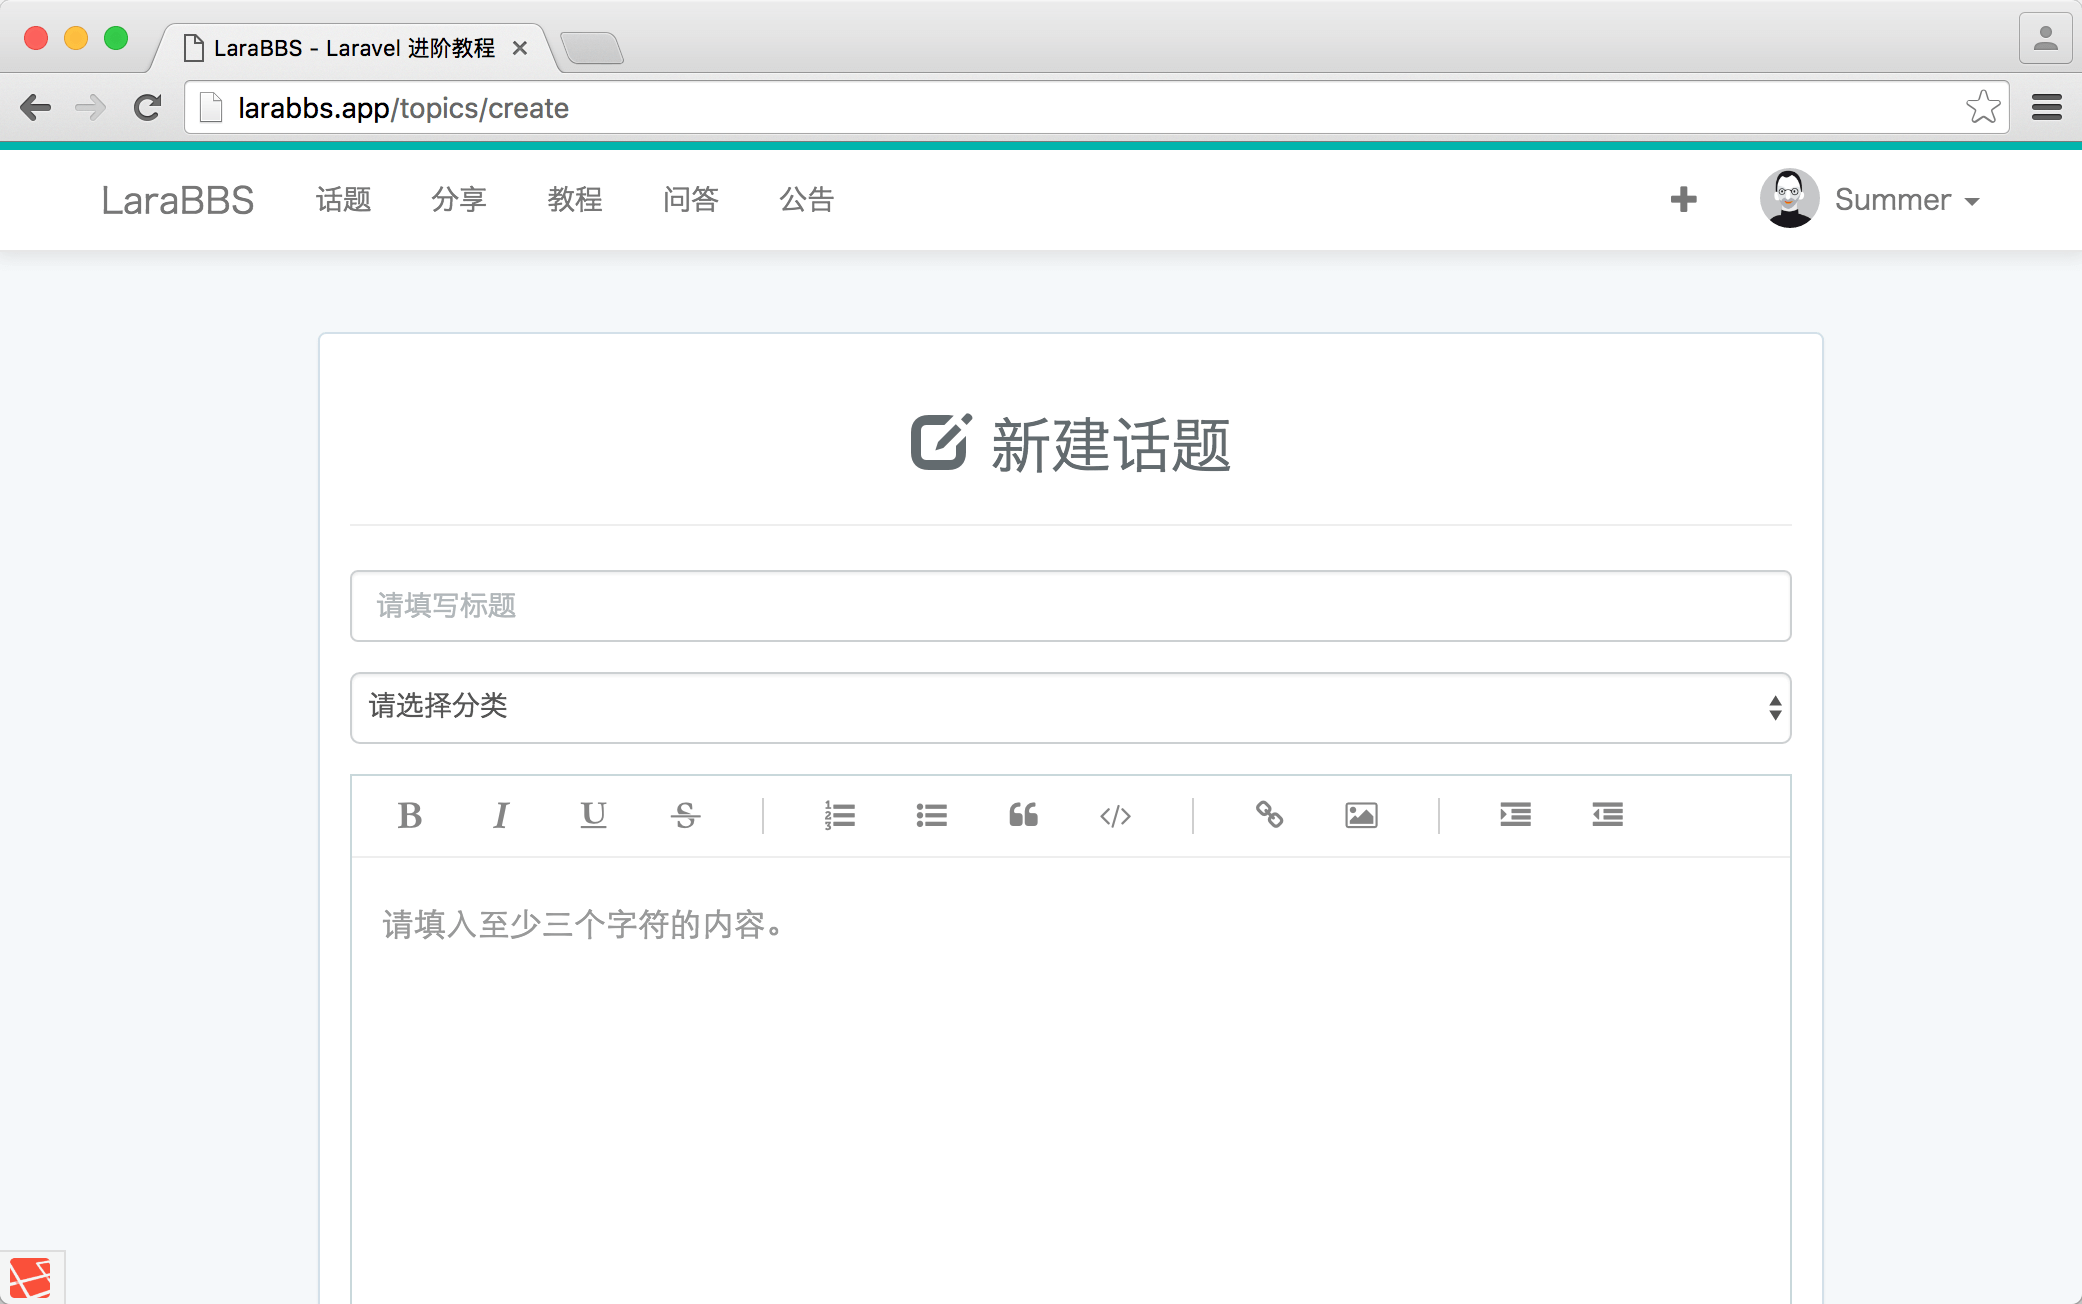 LaraBBS - Laravel 进阶教程
larabbs.app/topics/create
LaraBBS 话题 分享 教程 问答 公告 Summer
新建话题
请填写标题
请选择分类
B I U S
请填入至少三个字符的内容。